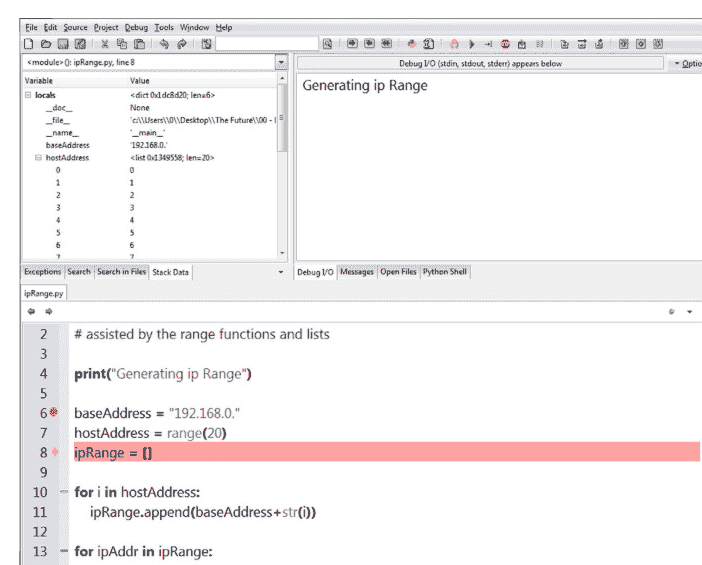 File Edit Source Project Debug Tools Window Help
<module>(): ipRange.py, line 8
Debug I/O (stdin, stdout, stderr) appears below
Optio
Variable Value
locals <dict 0x1dc8d20; len=6>
__doc__ None
__file__ 'c:\\Users\\0\\Desktop\\The Future\\00 -
__name__ '__main__'
baseAddress '192.168.0.'
hostAddress <list 0x1349558; len=20>
0 0
1 1
2 2
3 3
4 4
5 5
6 6
7 7
Generating ip Range
Exceptions Search Search in Files Stack Data
Debug I/O Messages Open Files Python Shell
ipRange.py
2 # assisted by the range functions and lists
3
4 print("Generating ip Range")
5
6 baseAddress = "192.168.0."
7 hostAddress = range(20)
8 ipRange = []
9
10 for i in hostAddress:
11 ipRange.append(baseAddress+str(i))
12
13 for ipAddr in ipRange: